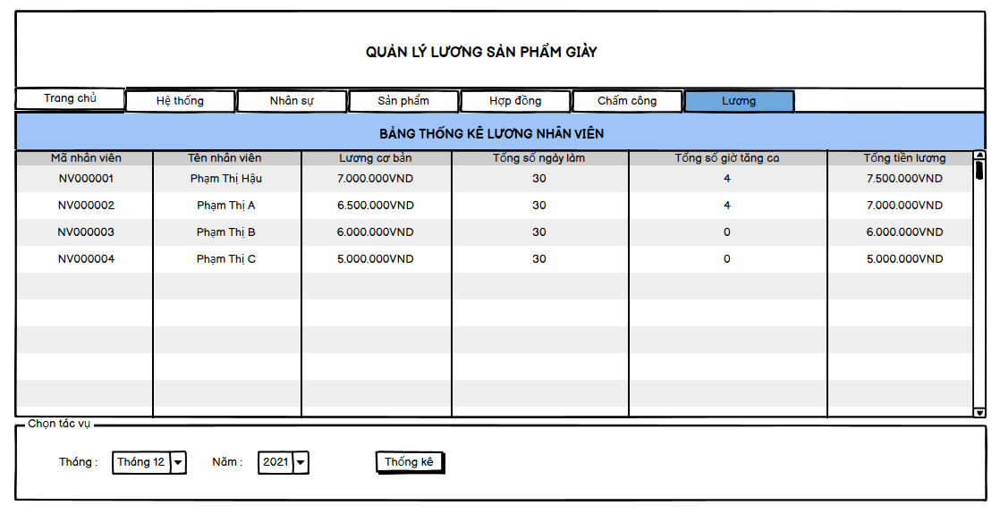 QUẢN LÝ LƯƠNG SẢN PHẨM GIÀY
Trang chủ Hệ thống Nhân sự Sản phẩm Hợp đồng Chấm công Lương
BẢNG THỐNG KÊ LƯƠNG NHÂN VIÊN
Mã nhân viên Tên nhân viên Lương cơ bản Tổng số ngày làm Tổng số giờ tăng ca Tổng tiền lương
NV000001 Phạm Thị Hậu 7.000.000VND 30 4 7.500.000VND
NV000002 Phạm Thị A 6.500.000VND 30 4 7.000.000VND
NV000003 Phạm Thị B 6.000.000VND 30 0 6.000.000VND
NV000004 Phạm Thị C 5.000.000VND 30 0 5.000.000VND
Chọn tác vụ
Tháng : Tháng 12 Năm : 2021 Thống kê